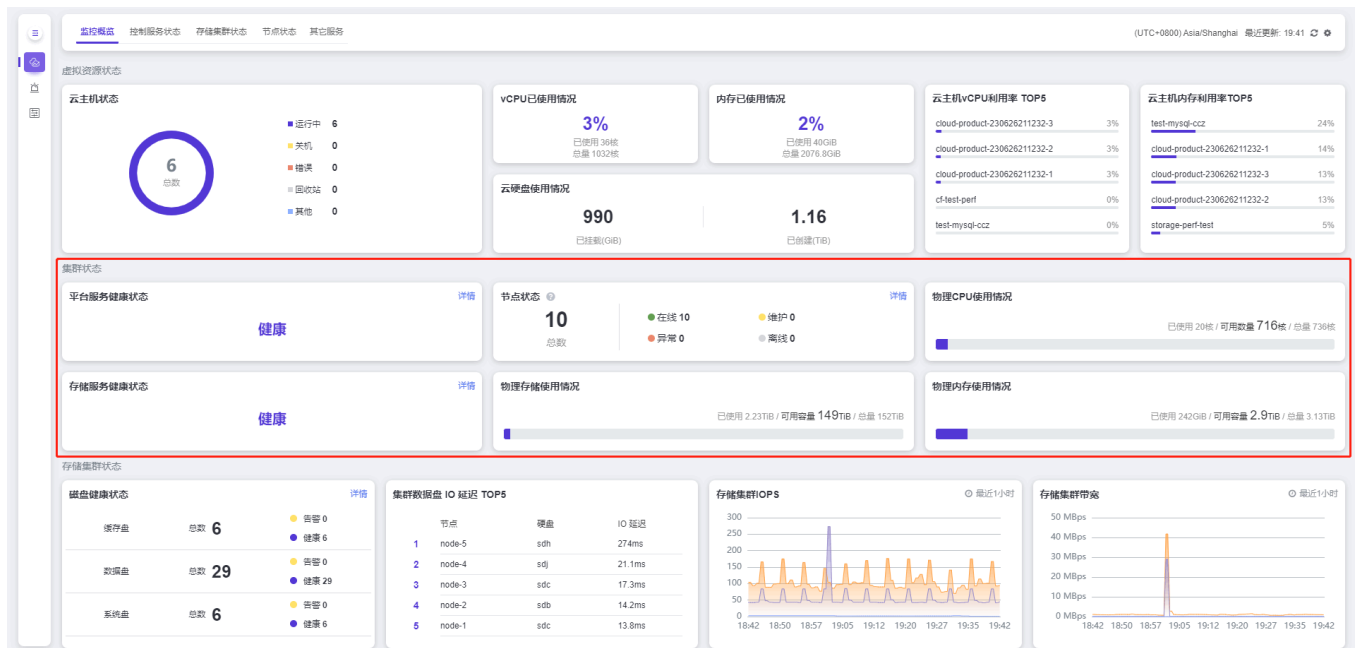 监控概览 控制服务状态 存储集群状态 节点状态 其它服务
(UTC+0800) Asia/Shanghai 最近更新: 19:41
虚拟资源状态
云主机状态
6
总数
运行中 6
关机 0
错误 0
回收站 0
其他 0
vCPU已使用情况
3%
已使用 36核
总量 1032核
内存已使用情况
2%
已使用 40GiB
总量 2076.8GiB
云硬盘使用情况
990
已挂载(GiB)
1.16
已创建(TiB)
云主机vCPU利用率 TOP5
cloud-product-230626211232-3 3%
cloud-product-230626211232-2 3%
cloud-product-230626211232-1 3%
cf-test-perf 0%
test-mysql-ccz 0%
云主机内存利用率TOP5
test-mysql-ccz 24%
cloud-product-230626211232-1 14%
cloud-product-230626211232-3 13%
cloud-product-230626211232-2 13%
storage-perf-test 5%
集群状态
平台服务健康状态 详情
健康
节点状态 详情
10
总数
在线 10 维护 0
异常 0 离线 0
物理CPU使用情况
已使用 20核 / 可用数量 716核 / 总量 736核
存储服务健康状态 详情
健康
物理存储使用情况
已使用 2.23TiB / 可用容量 149TiB / 总量 152TiB
物理内存使用情况
已使用 242GiB / 可用容量 2.9TiB / 总量 3.13TiB
存储集群状态
磁盘健康状态 详情
缓存盘 总数 6 告警 0
健康 6
数据盘 总数 29 告警 0
健康 29
系统盘 总数 6 告警 0
健康 6
集群数据盘 IO 延迟 TOP5
节点 硬盘 IO 延迟
1 node-5 sdh 274ms
2 node-4 sdj 21.1ms
3 node-3 sdc 17.3ms
4 node-2 sdb 14.2ms
5 node-1 sdc 13.8ms
存储集群IOPS 最近1小时
300
250
200
150
100
50
0
18:42 18:50 18:57 19:05 19:12 19:20 19:27 19:35 19:42
存储集群带宽 最近1小时
50 MBps
40 MBps
30 MBps
20 MBps
10 MBps
0 MBps
18:42 18:50 18:57 19:05 19:12 19:20 19:27 19:35 19:42